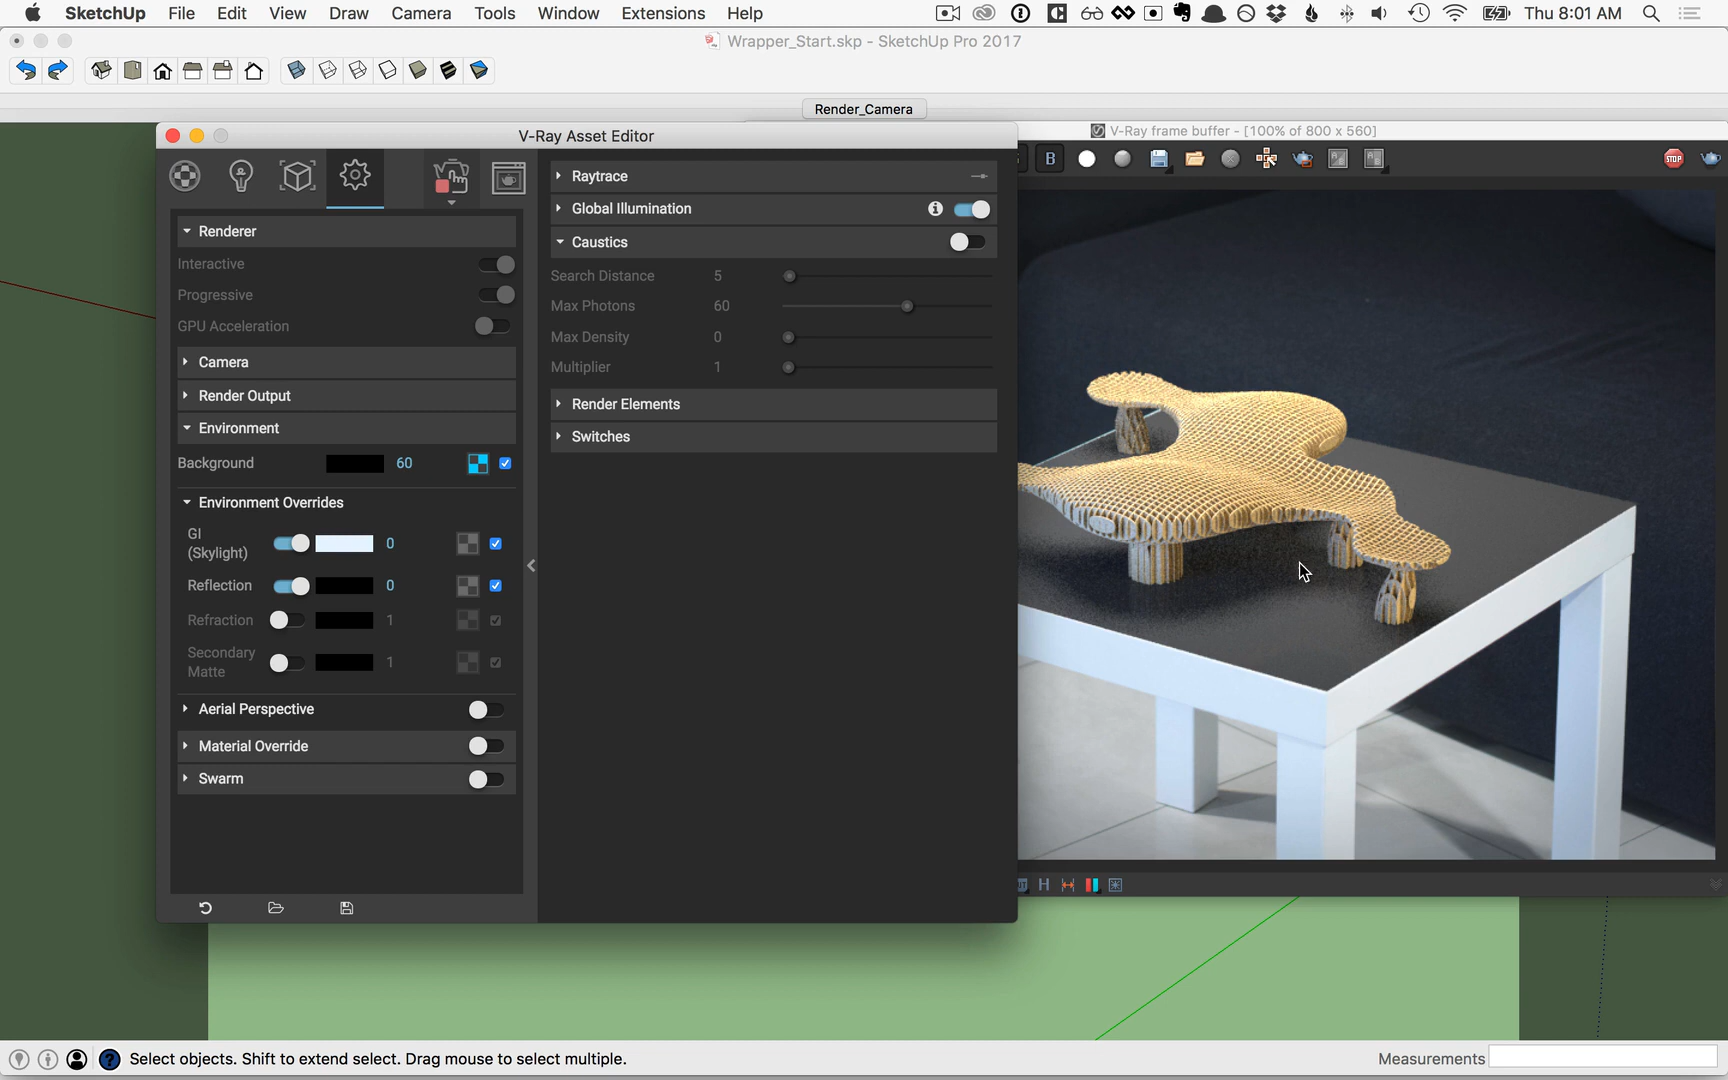 SketchUp File Edit View Draw Camera Tools Window Extensions Help Thu 8:01 AM
Wrapper_Start.skp - SketchUp Pro 2017
Render_Camera
V-Ray Asset Editor
V-Ray frame buffer - [100% of 800 x 560]
B
STOP
Renderer
Interactive
Progressive
GPU Acceleration
Camera
Render Output
Environment
Background 60
Environment Overrides
GI
(Skylight) 0
Reflection 0
Refraction 1
Secondary
Matte 1
Aerial Perspective
Material Override
Swarm
Raytrace
Global Illumination
Caustics
Search Distance 5
Max Photons 60
Max Density 0
Multiplier 1
Render Elements
Switches
H
Select objects. Shift to extend select. Drag mouse to select multiple.
Measurements